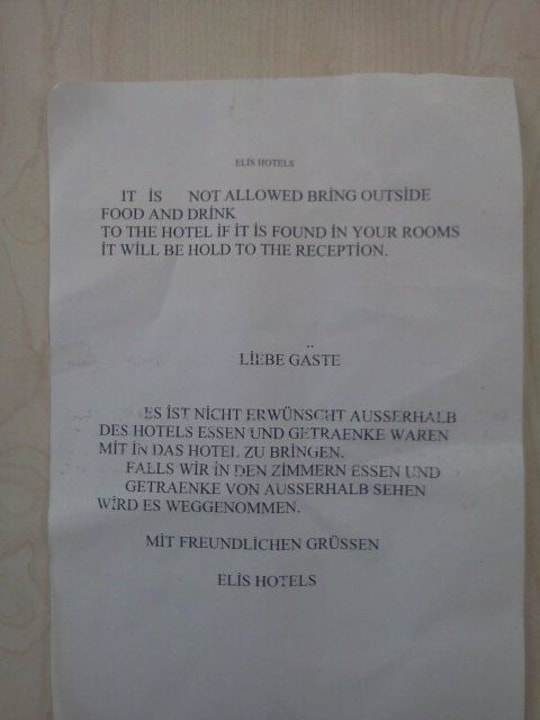 ELİS HOTELS
IT İS NOT ALLOWED BRİNG OUTSİDE
FOOD AND DRİNK
TO THE HOTEL İF İT İS FOUND İN YOUR ROOMS
İT WİLL BE HOLD TO THE RECEPTİON.
LİEBE GÄSTE
ES İST NİCHT ERWÜNSCHT AUSSERHALB
DES HOTELS ESSEN UND GETRAENKE WAREN
MİT İN DAS HOTEL ZU BRİNGEN.
FALLS WİR İN DEN ZİMMERN ESSEN UND
GETRAENKE VON AUSSERHALB SEHEN
WİRD ES WEGGENOMMEN.
MİT FREUNDLİCHEN GRÜSSEN
ELİS HOTELS